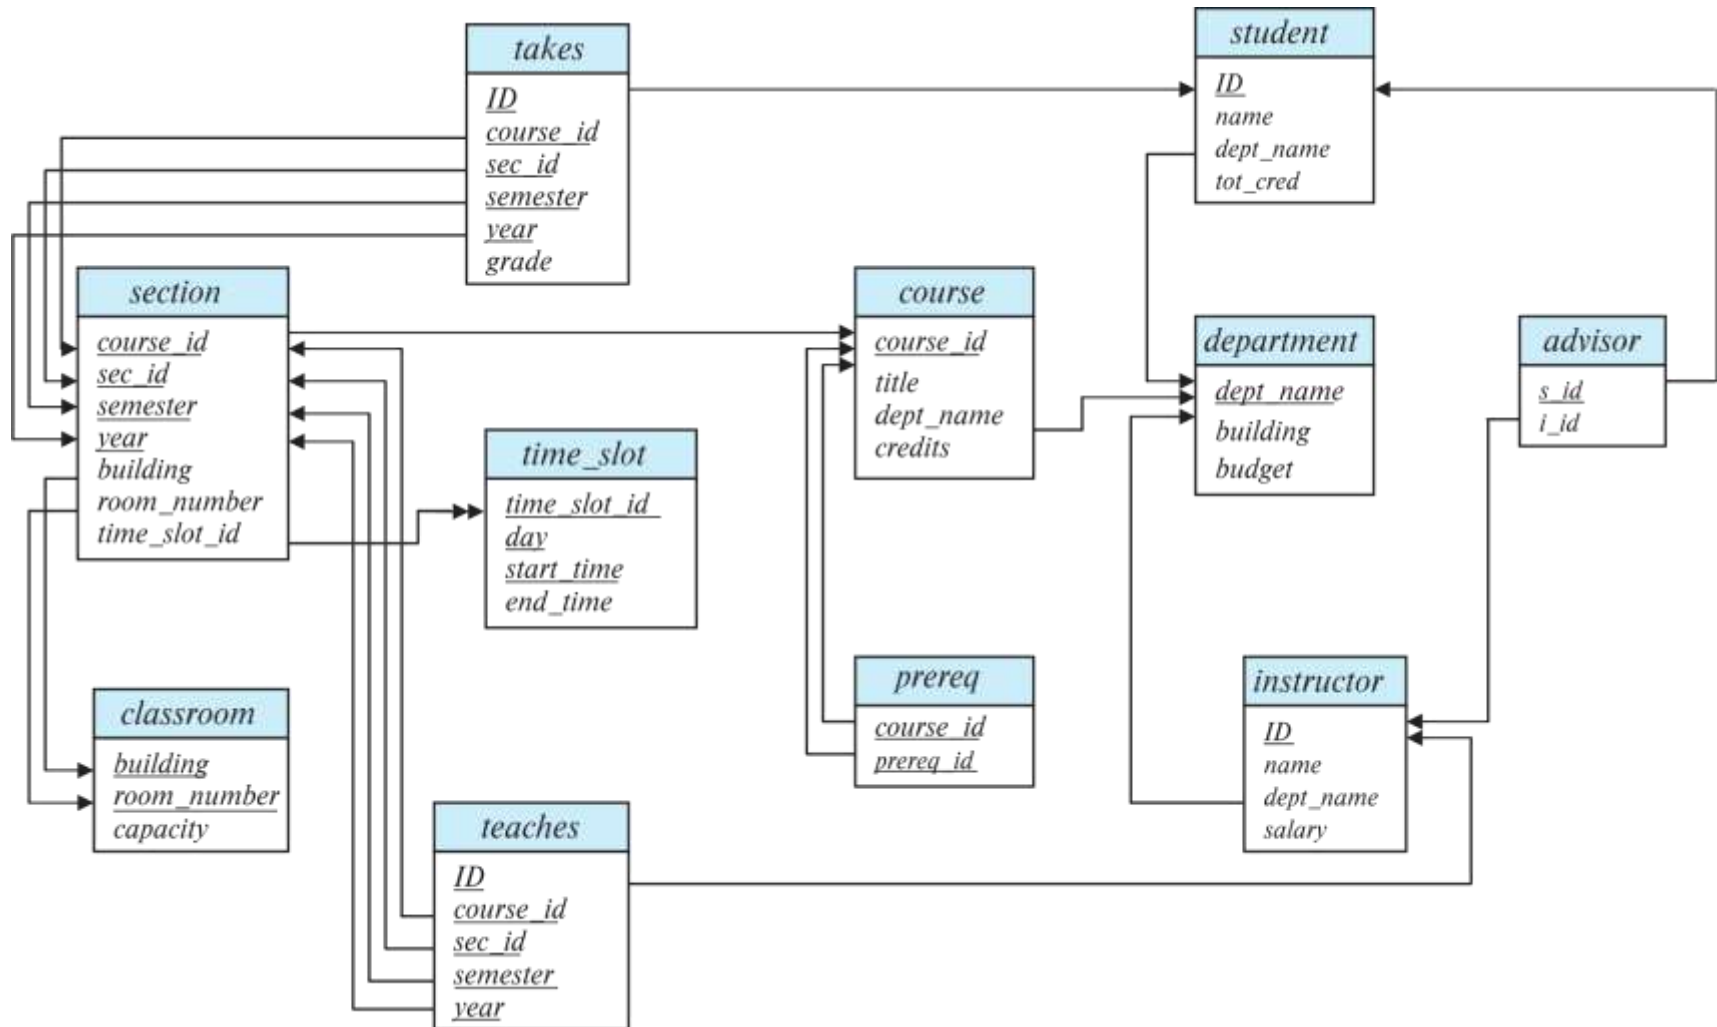 takes
ID
course_id
sec_id
semester
year
grade
student
ID
name
dept_name
tot_cred
section
course_id
sec_id
semester
year
building
room_number
time_slot_id
course
course_id
title
dept_name
credits
department
dept_name
building
budget
advisor
s_id
i_id
time_slot
time_slot_id
day
start_time
end_time
prereq
course_id
prereq_id
instructor
ID
name
dept_name
salary
classroom
building
room_number
capacity
teaches
ID
course_id
sec_id
semester
year